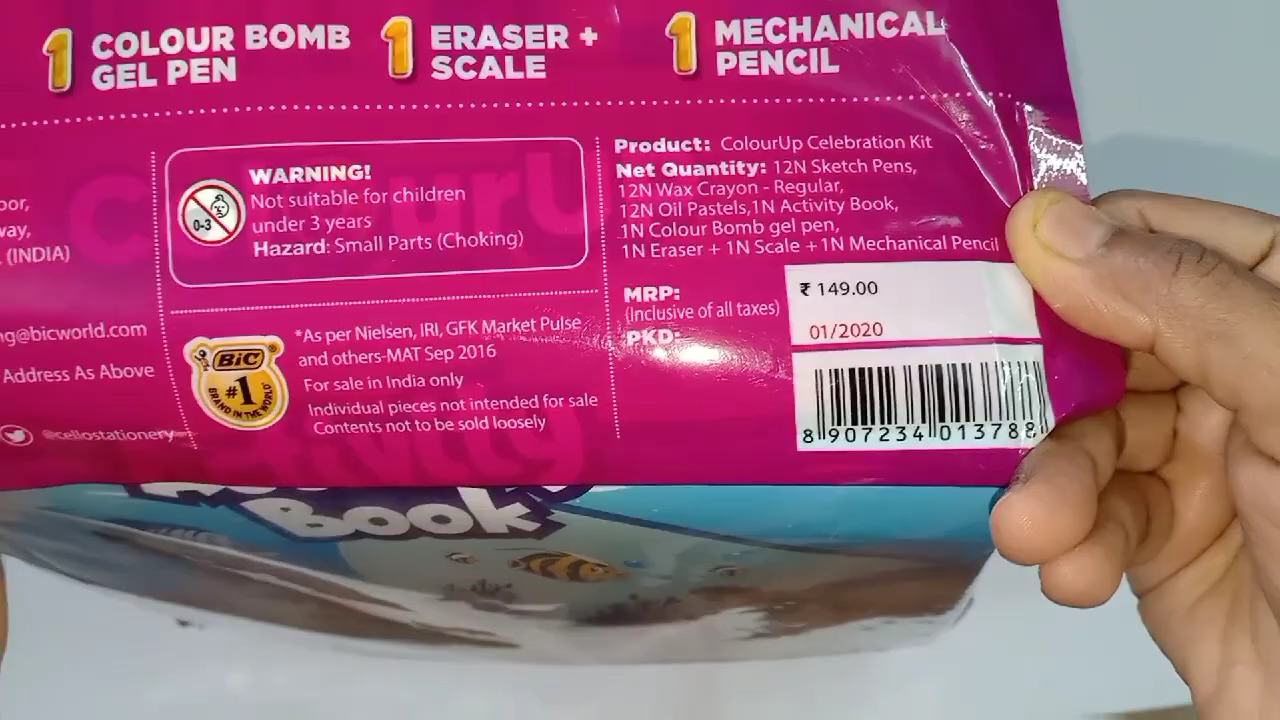 1 COLOUR BOMB
GEL PEN
1 ERASER +
SCALE
1 MECHANICAL
PENCIL
oor,
way,
(INDIA)
ng@bicworld.com
Address As Above
@cellostationery
WARNING!
0-3
Not suitable for children
under 3 years
Hazard: Small Parts (Choking)
BIC
#1
BRAND IN THE WORLD*
*As per Nielsen, IRI, GFK Market Pulse
and others-MAT Sep 2016
For sale in India only
Individual pieces not intended for sale
Contents not to be sold loosely
Product: ColourUp Celebration Kit
Net Quantity: 12N Sketch Pens,
12N Wax Crayon - Regular,
12N Oil Pastels,1N Activity Book,
1N Colour Bomb gel pen,
1N Eraser + 1N Scale + 1N Mechanical Pencil
MRP: ₹ 149.00
(Inclusive of all taxes)
PKD: 01/2020
8 907234 013788
Book